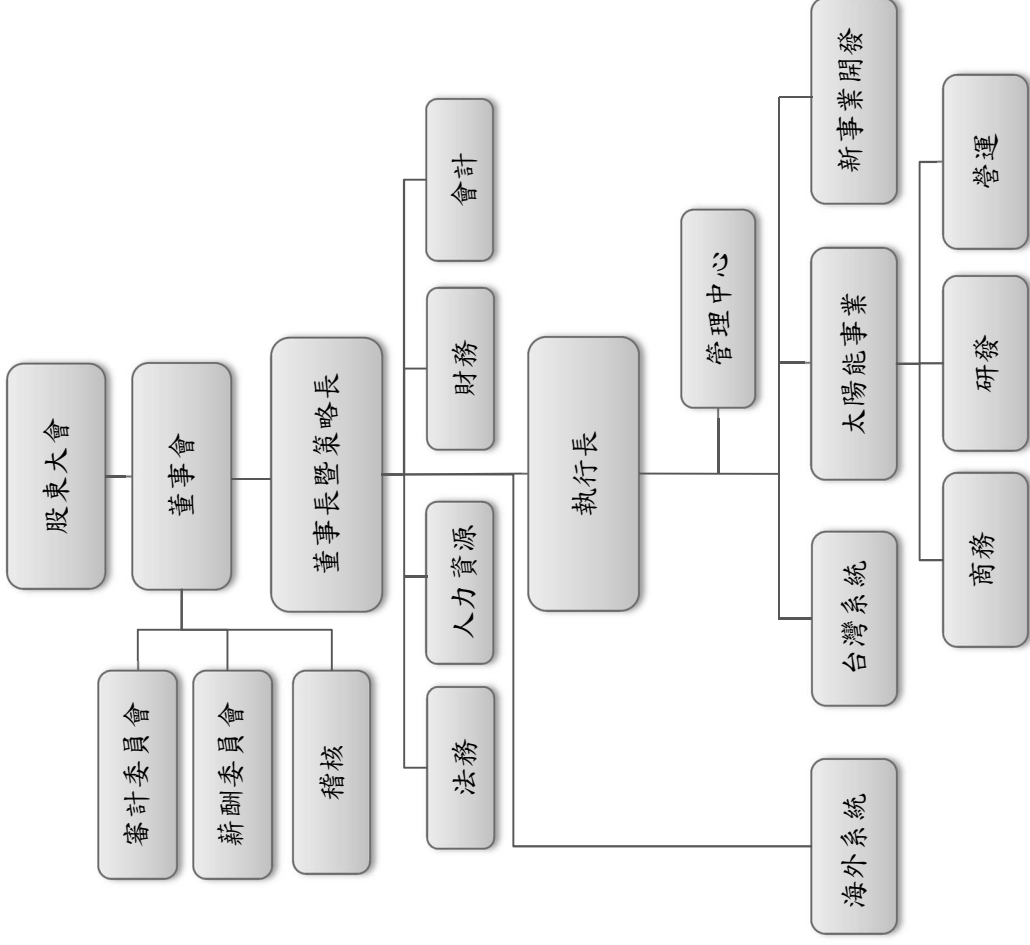 股東大會
董事會
審計委員會
薪酬委員會
稽核
董事長暨策略長
法務
人力資源
財務
會計
執行長
管理中心
海外系統
台灣系統
太陽能事業
新事業開發
商務
研發
營運